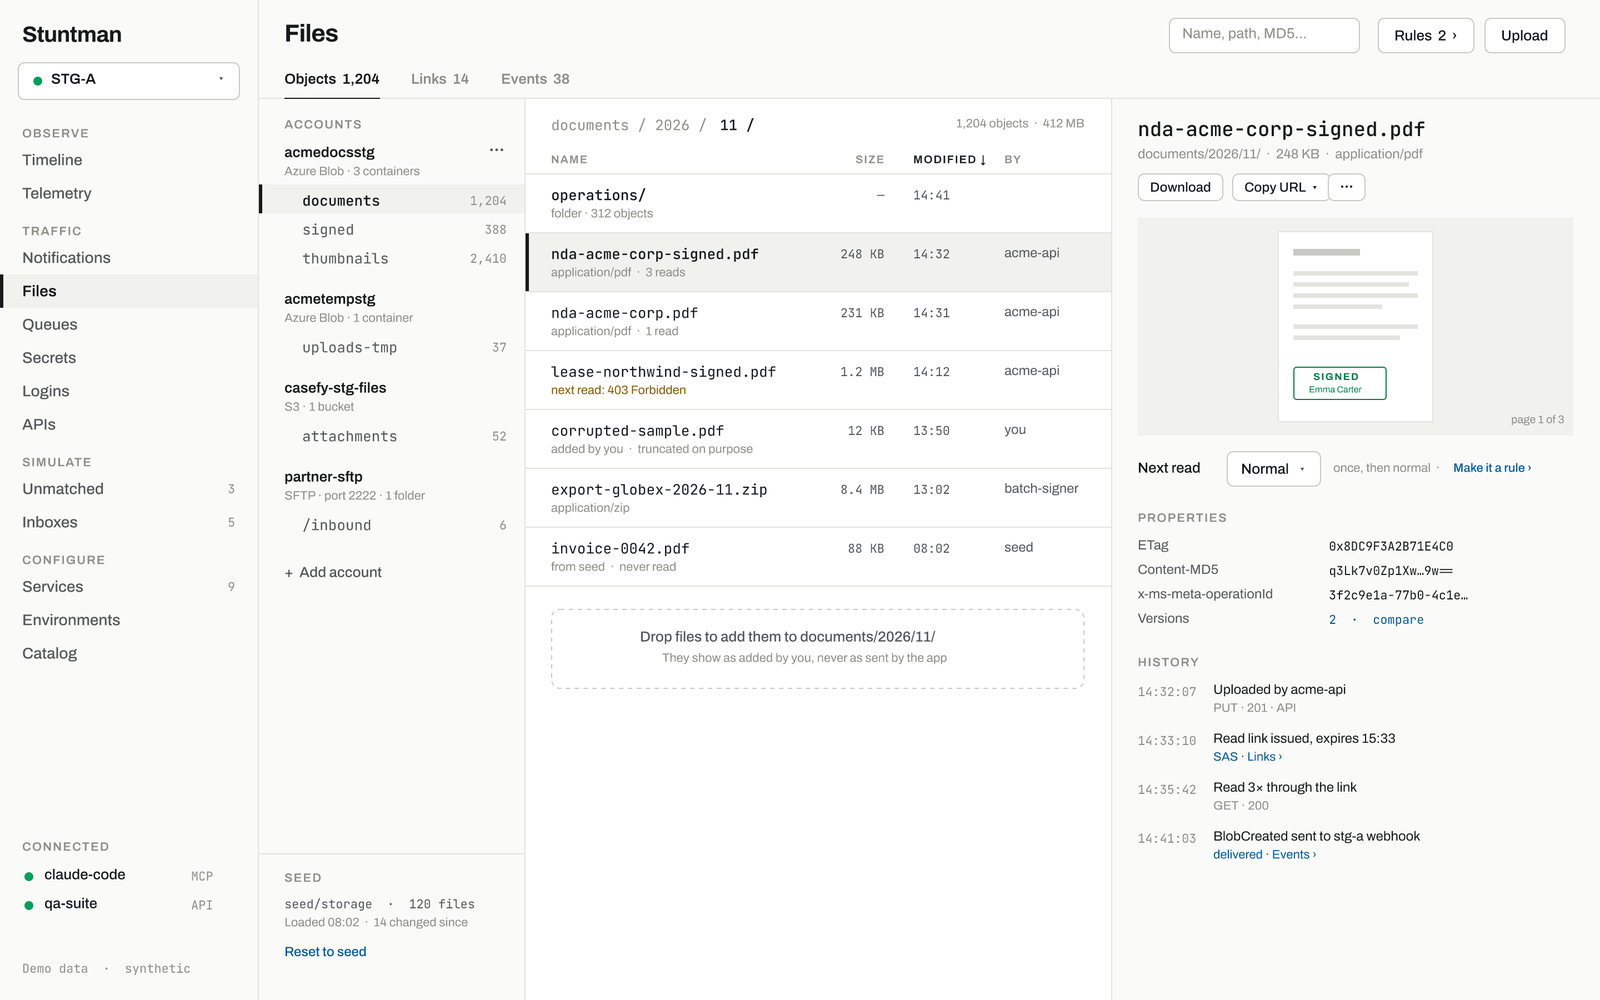 Stuntman
STG-A
OBSERVE
Timeline
Telemetry
TRAFFIC
Notifications
Files
Queues
Secrets
Logins
APIs
SIMULATE
Unmatched 3
Inboxes 5
CONFIGURE
Services 9
Environments
Catalog
CONNECTED
claude-code MCP
qa-suite API
Demo data · synthetic
Files
Name, path, MD5...
Rules 2 ›
Upload
Objects 1,204 Links 14 Events 38
ACCOUNTS
acmedocsstg ···
Azure Blob · 3 containers
documents 1,204
signed 388
thumbnails 2,410
acmetempstg
Azure Blob · 1 container
uploads-tmp 37
casefy-stg-files
S3 · 1 bucket
attachments 52
partner-sftp
SFTP · port 2222 · 1 folder
/inbound 6
+ Add account
SEED
seed/storage · 120 files
Loaded 08:02 · 14 changed since
Reset to seed
documents / 2026 / 11 / 1,204 objects · 412 MB
NAME SIZE MODIFIED ↓ BY
operations/ — 14:41
folder · 312 objects
nda-acme-corp-signed.pdf 248 KB 14:32 acme-api
application/pdf · 3 reads
nda-acme-corp.pdf 231 KB 14:31 acme-api
application/pdf · 1 read
lease-northwind-signed.pdf 1.2 MB 14:12 acme-api
next read: 403 Forbidden
corrupted-sample.pdf 12 KB 13:50 you
added by you · truncated on purpose
export-globex-2026-11.zip 8.4 MB 13:02 batch-signer
application/zip
invoice-0042.pdf 88 KB 08:02 seed
from seed · never read
Drop files to add them to documents/2026/11/
They show as added by you, never as sent by the app
nda-acme-corp-signed.pdf
documents/2026/11/ · 248 KB · application/pdf
Download Copy URL ···
SIGNED
Emma Carter
page 1 of 3
Next read Normal once, then normal · Make it a rule ›
PROPERTIES
ETag 0x8DC9F3A2B71E4C0
Content-MD5 q3Lk7v0Zp1Xw…9w==
x-ms-meta-operationId 3f2c9e1a-77b0-4c1e…
Versions 2 · compare
HISTORY
14:32:07 Uploaded by acme-api
PUT · 201 · API
14:33:10 Read link issued, expires 15:33
SAS · Links ›
14:35:42 Read 3× through the link
GET · 200
14:41:03 BlobCreated sent to stg-a webhook
delivered · Events ›